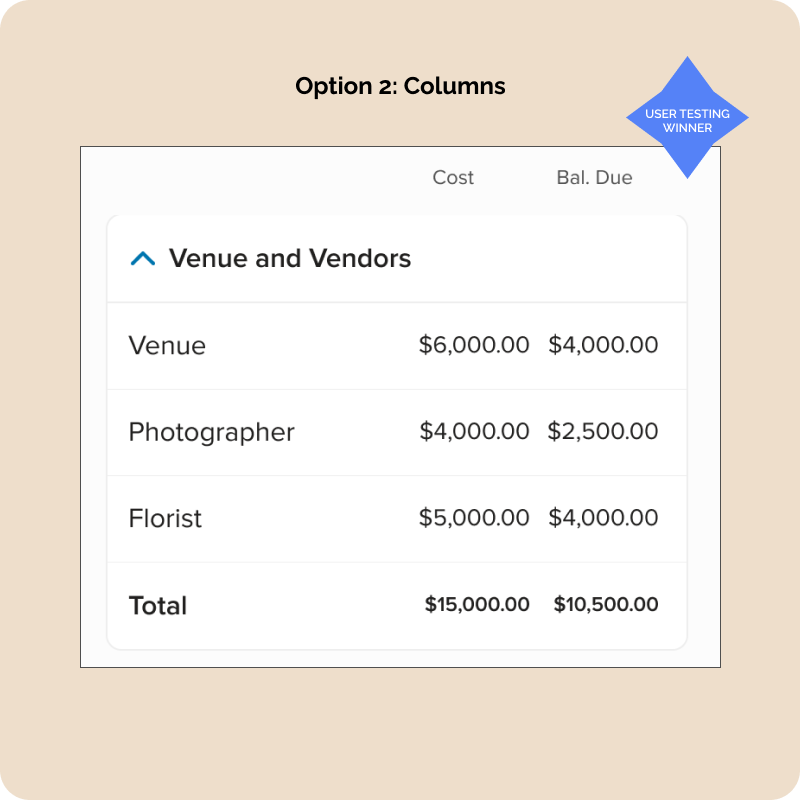 Option 2: Columns
USER TESTING
WINNER
Cost Bal. Due
Venue and Vendors
Venue $6,000.00 $4,000.00
Photographer $4,000.00 $2,500.00
Florist $5,000.00 $4,000.00
Total $15,000.00 $10,500.00